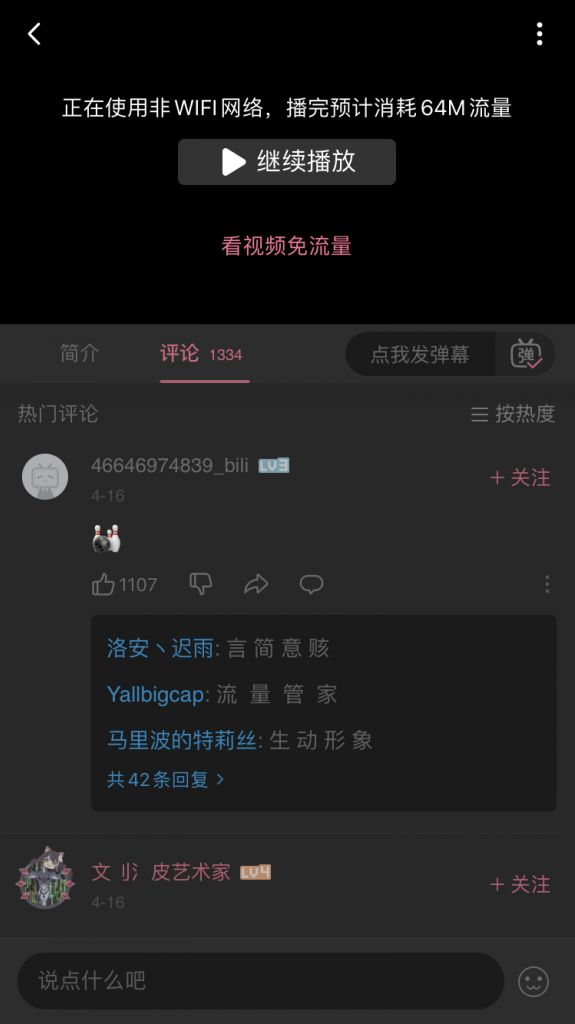 正在使用非WIFI网络，播完预计消耗64M流量
继续播放
看视频免流量
简介 评论 1334 点我发弹幕 弹
热门评论 按热度
46646974839_bili LV3
4-16 + 关注
1107
洛安丶迟雨: 言 简 意 赅
Yallbigcap: 流 量 管 家
马里波的特莉丝: 生 动 形 象
共42条回复 >
文 刂氵 皮艺术家 LV4
4-16 + 关注
说点什么吧